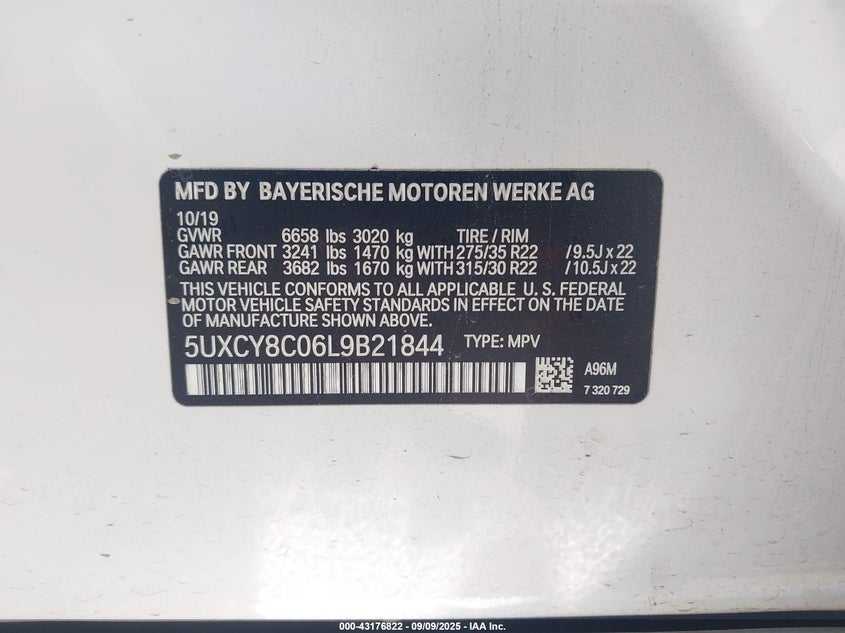 MFD BY BAYERISCHE MOTOREN WERKE AG
10/19
GVWR 6658 lbs 3020 kg TIRE / RIM
GAWR FRONT 3241 lbs 1470 kg WITH 275/35 R22 / 9.5J x 22
GAWR REAR 3682 lbs 1670 kg WITH 315/30 R22 / 10.5J x 22
THIS VEHICLE CONFORMS TO ALL APPLICABLE U. S. FEDERAL
MOTOR VEHICLE SAFETY STANDARDS IN EFFECT ON THE DATE
OF MANUFACTURE SHOWN ABOVE.
5UXCY8C06L9B21844 TYPE: MPV
A96M
7 320 729
000-43176822 / 09/09/2025 - IAA Inc.